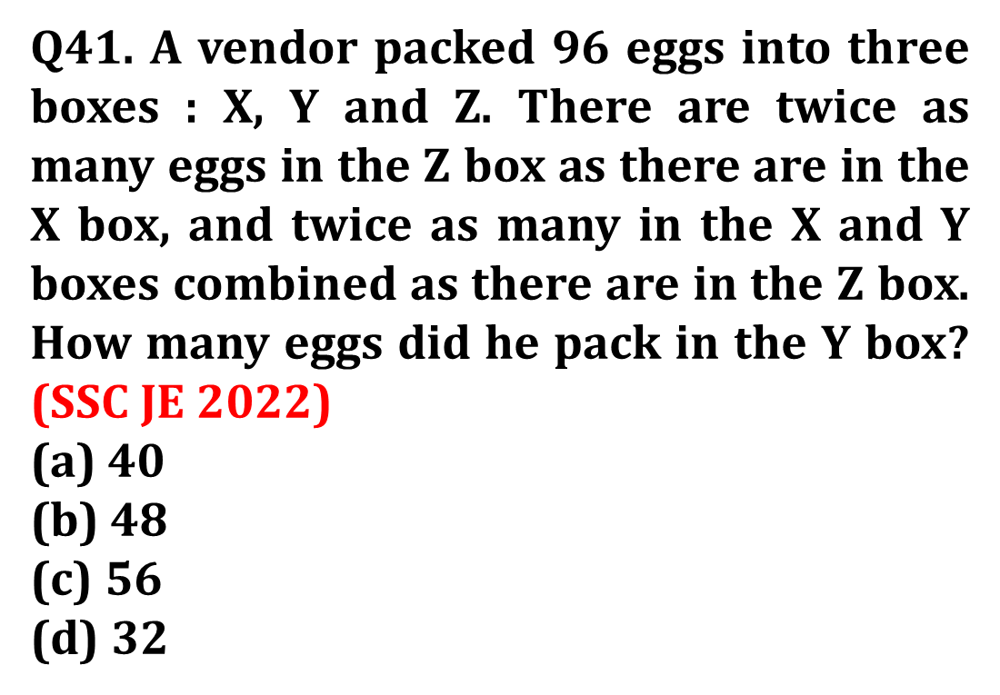 Q41. A vendor packed 96 eggs into three
boxes : X, Y and Z. There are twice as
many eggs in the Z box as there are in the
X box, and twice as many in the X and Y
boxes combined as there are in the Z box.
How many eggs did he pack in the Y box?
(SSC JE 2022)
(a) 40
(b) 48
(c) 56
(d) 32